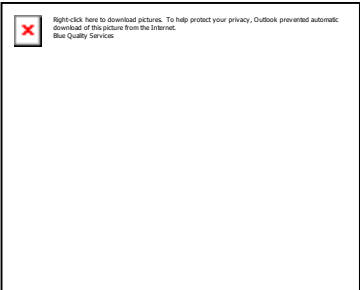 Right-click here to download pictures. To help protect your privacy, Outlook prevented automatic
download of this picture from the Internet.
Blue Quality Services